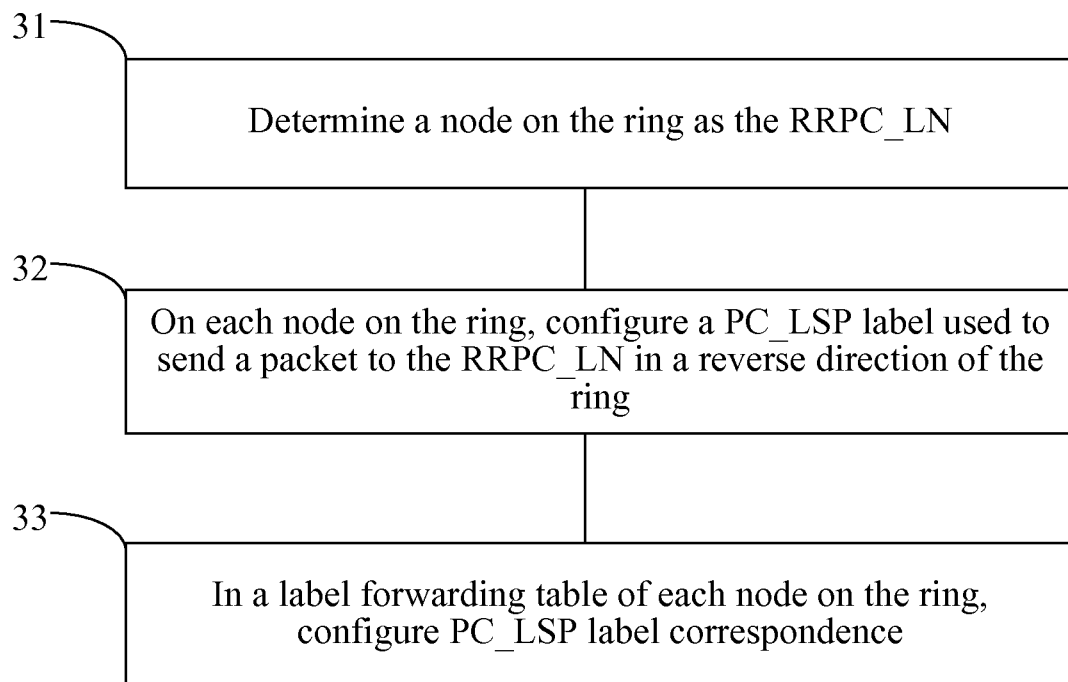 31
Determine a node on the ring as the RRPC_LN
32
On each node on the ring, configure a PC_LSP label used to
send a packet to the RRPC_LN in a reverse direction of the
ring
33
In a label forwarding table of each node on the ring,
configure PC_LSP label correspondence